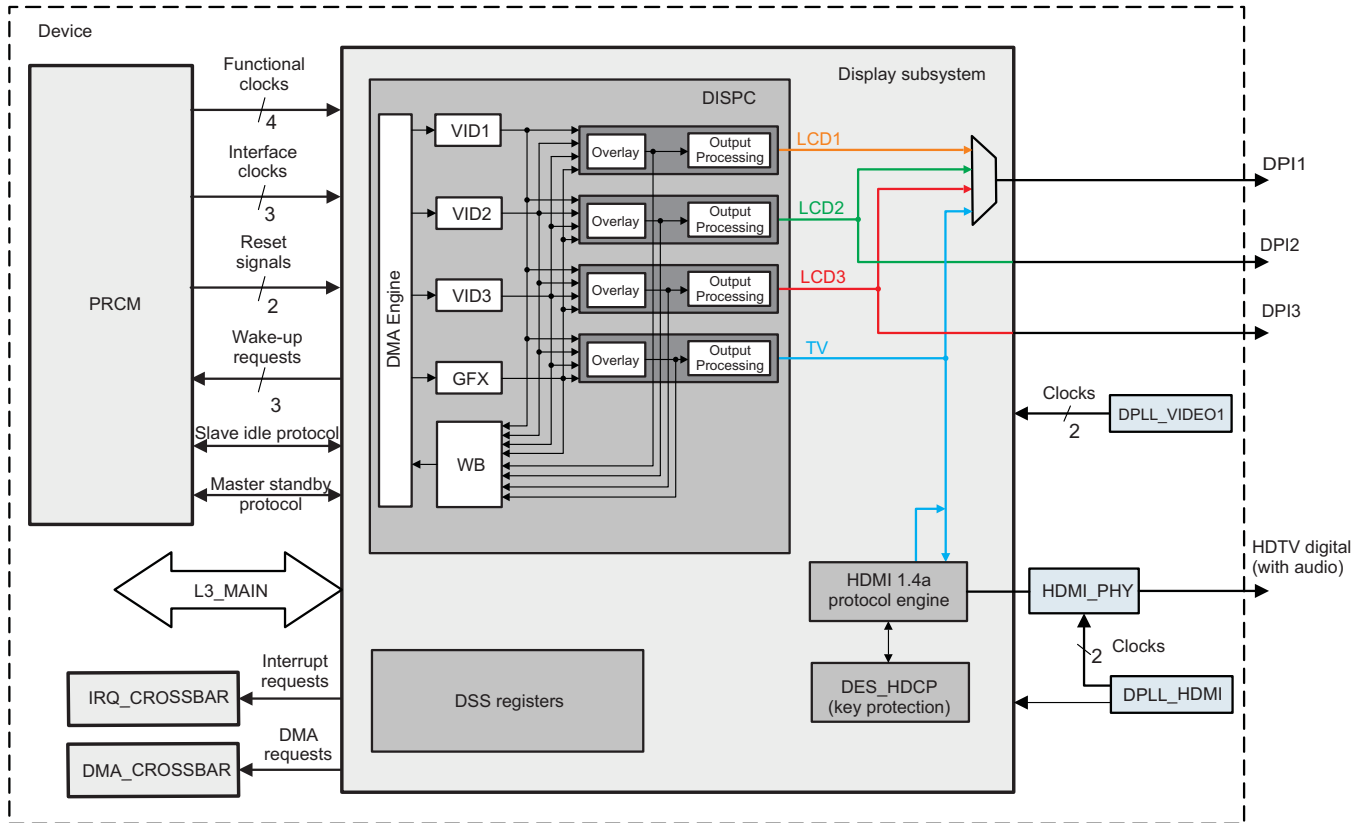 Device
PRCM
Functional
clocks
4
Interface
clocks
3
Reset
signals
2
Wake-up
requests
3
Slave idle protocol
Master standby
protocol
L3_MAIN
IRQ_CROSSBAR
Interrupt
requests
DMA_CROSSBAR
DMA
requests
Display subsystem
DISPC
DMA Engine
VID1
VID2
VID3
GFX
WB
Overlay
Output
Processing
LCD1
Overlay
Output
Processing
LCD2
Overlay
Output
Processing
LCD3
Overlay
Output
Processing
TV
DPI1
DPI2
DPI3
Clocks
2
DPLL_VIDEO1
HDMI 1.4a
protocol engine
HDMI_PHY
HDTV digital
(with audio)
2
Clocks
DES_HDCP
(key protection)
DPLL_HDMI
DSS registers